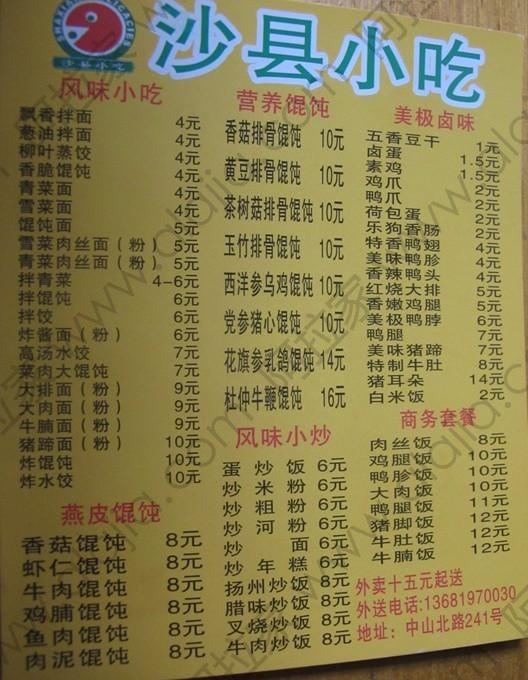 SHAXIAN DELICACIES
沙县小吃
沙县小吃
风味小吃
飘香拌面 4元
葱油拌面 4元
柳叶蒸饺 4元
香脆馄饨 4元
青菜面 4元
雪菜面 4元
馄饨面 5元
雪菜肉丝面（粉） 5元
青菜肉丝面（粉） 5元
拌青菜 4-6元
拌馄饨 6元
拌饺 6元
炸酱面（粉） 6元
高汤水饺 7元
菜肉大馄饨 7元
大排面（粉） 9元
大肉面（粉） 9元
牛腩面（粉） 9元
猪蹄面（粉） 10元
炸馄饨 10元
炸水饺 10元
燕皮馄饨
香菇馄饨 8元
虾仁馄饨 8元
牛肉馄饨 8元
鸡脯馄饨 8元
鱼肉馄饨 8元
肉泥馄饨 8元
营养馄饨
香菇排骨馄饨 10元
黄豆排骨馄饨 10元
茶树菇排骨馄饨 10元
玉竹排骨馄饨 10元
西洋参乌鸡馄饨 10元
党参猪心馄饨 10元
花旗参乳鸽馄饨 14元
杜仲牛鞭馄饨 16元
风味小炒
蛋炒饭 6元
炒米粉 6元
炒粗粉 6元
炒河粉 6元
炒面 6元
炒年糕 6元
扬州炒饭 8元
腊味炒饭 8元
叉烧炒饭 8元
牛肉炒饭 8元
美极卤味
五香豆干 1元
卤蛋 1.5元
素鸡 1.5元
鸡爪 2元
鸭爪 2元
荷包蛋 2元
乐狗香肠 2元
特香鸭翅 4元
美味鸭胗 4元
香辣鸭头 4元
红烧大排 5元
香嫩鸡腿 5元
美极鸭脖 6元
鸭腿 7元
美味猪蹄 7元
特制牛肚 8元
猪耳朵 14元
白米饭 2元
商务套餐
肉丝饭 8元
鸡腿饭 10元
鸭胗饭 10元
大肉饭 10元
鸭腿饭 11元
猪脚饭 12元
牛肚饭 12元
牛腩饭 12元
外卖十五元起送
外送电话:13681970030
地址：中山北路241号